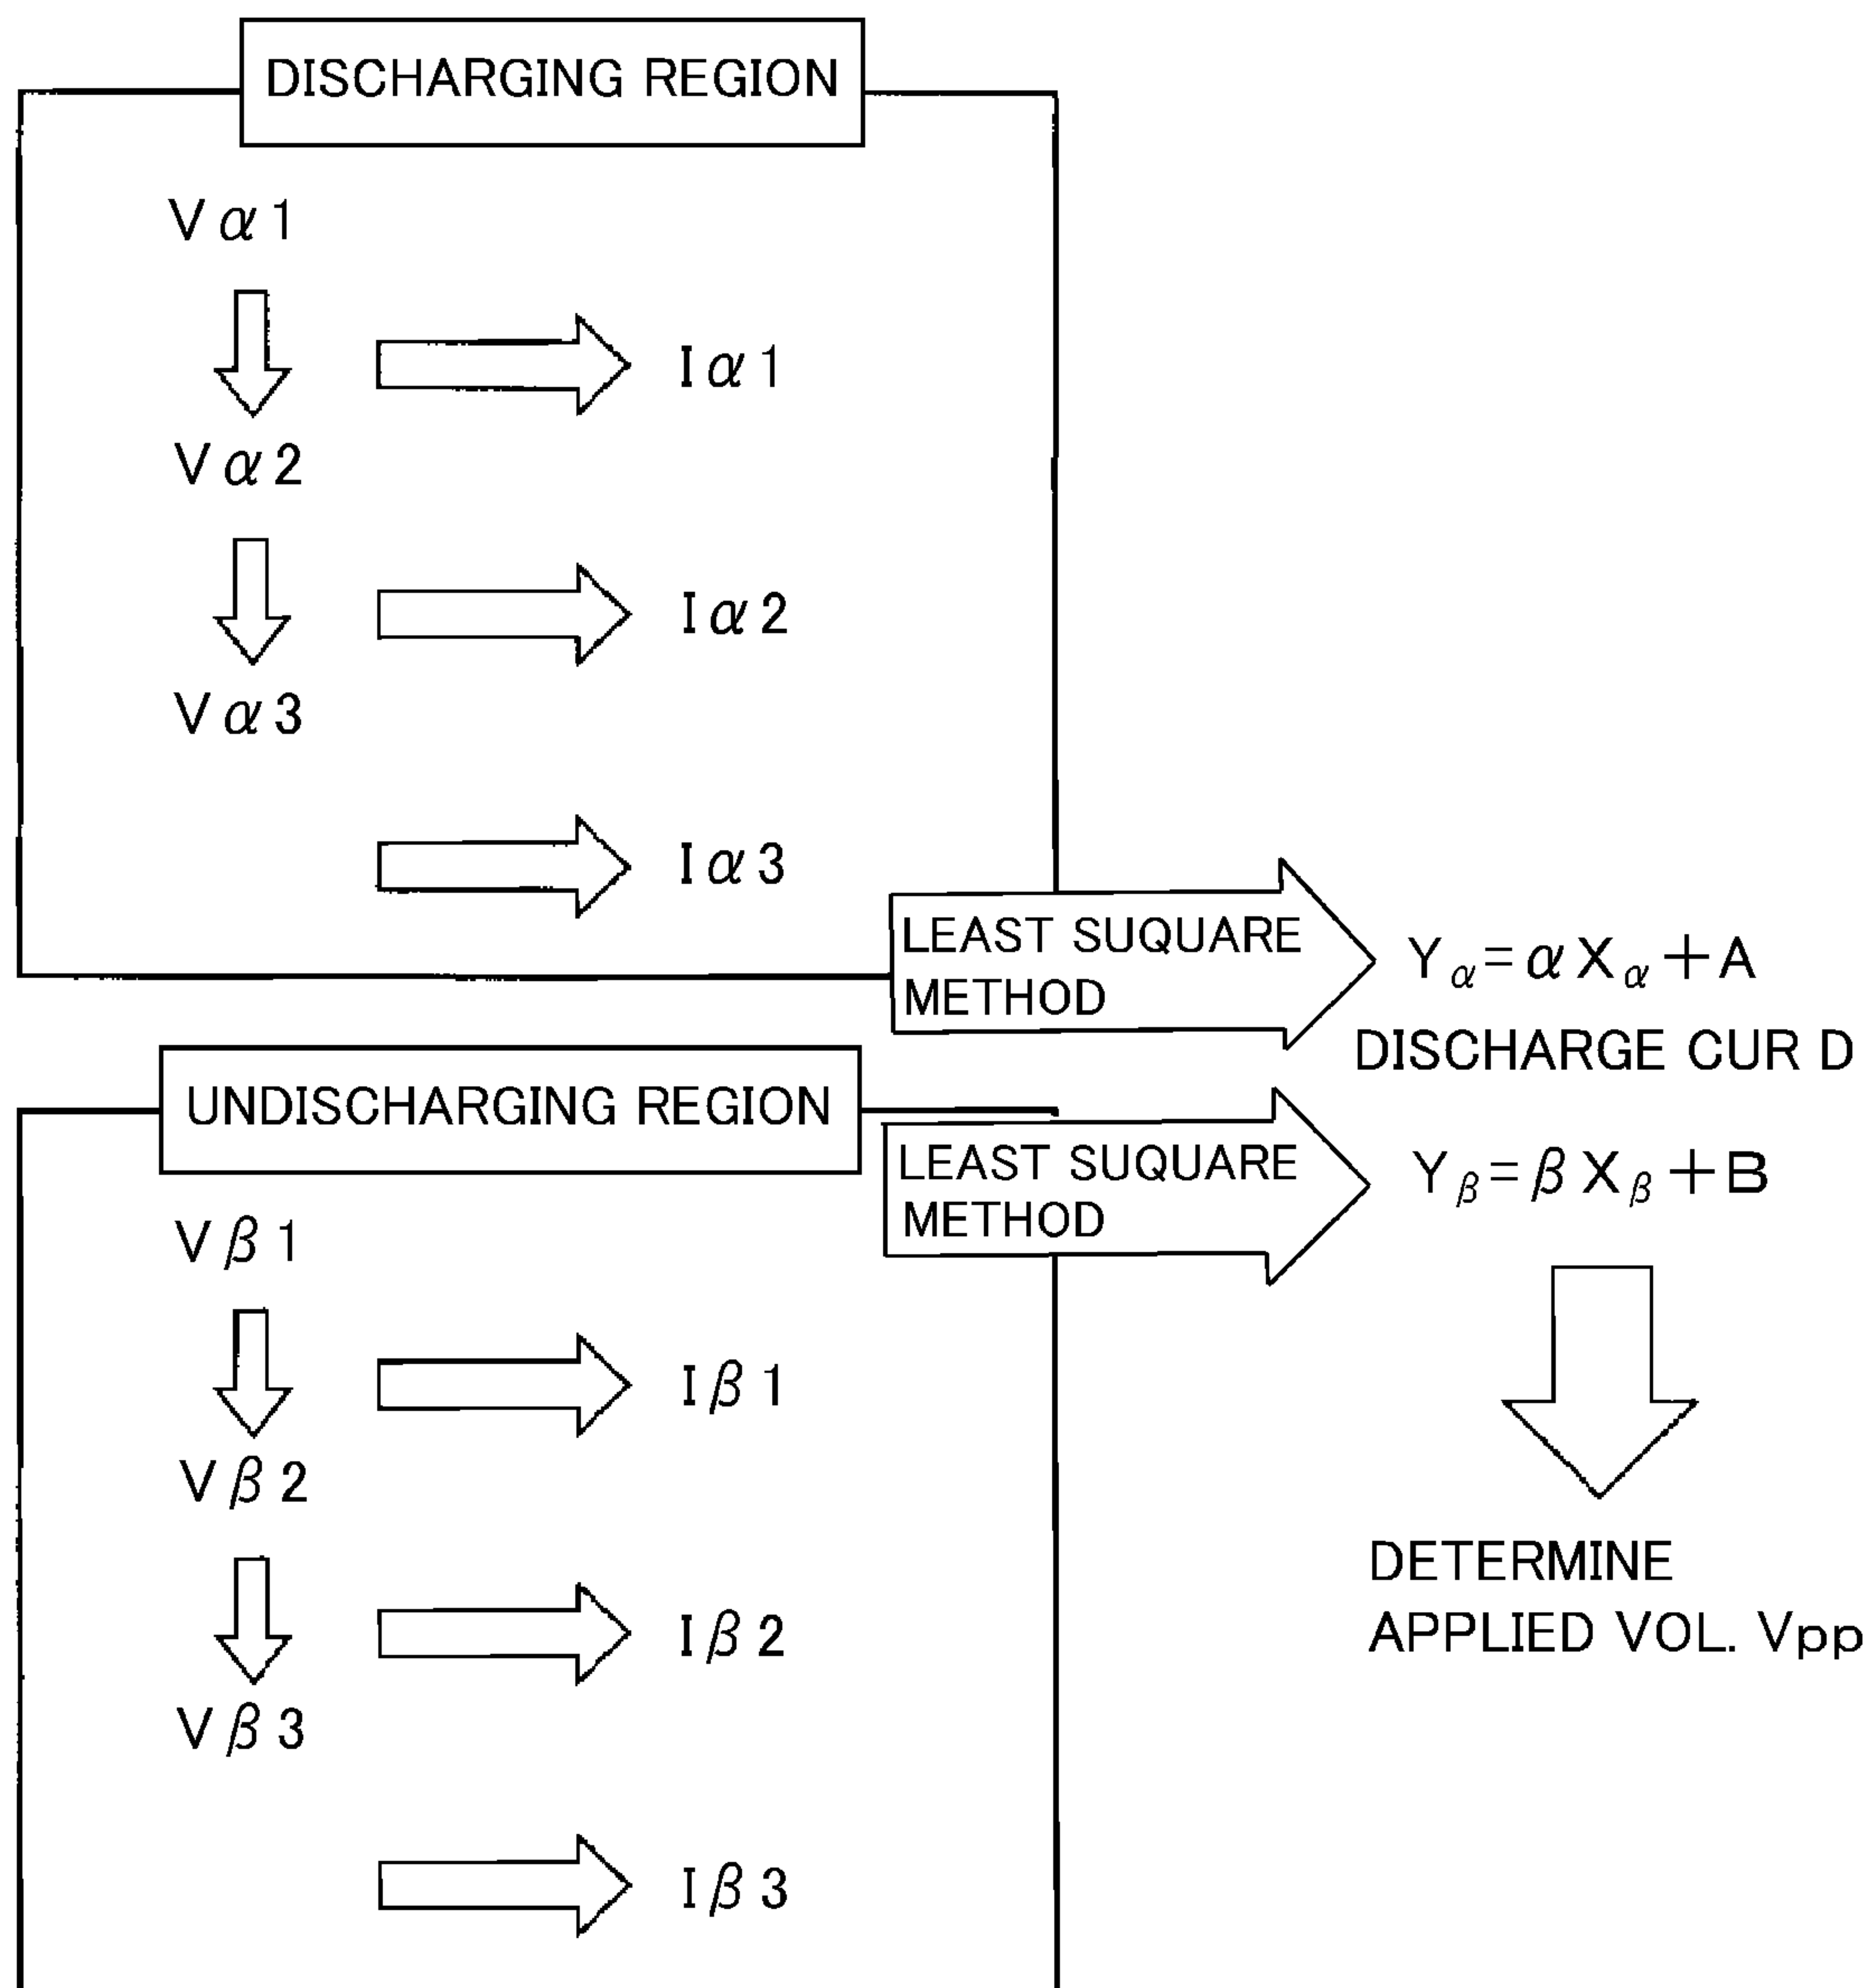 DISCHARGING REGION
Vα1
Iα1
Vα2
Iα2
Vα3
Iα3
LEAST SUQUARE
METHOD
Yα=αXα+A
DISCHARGE CUR D
UNDISCHARGING REGION
LEAST SUQUARE
METHOD
Yβ=βXβ+B
Vβ1
Iβ1
Vβ2
Iβ2
Vβ3
Iβ3
DETERMINE
APPLIED VOL. Vpp